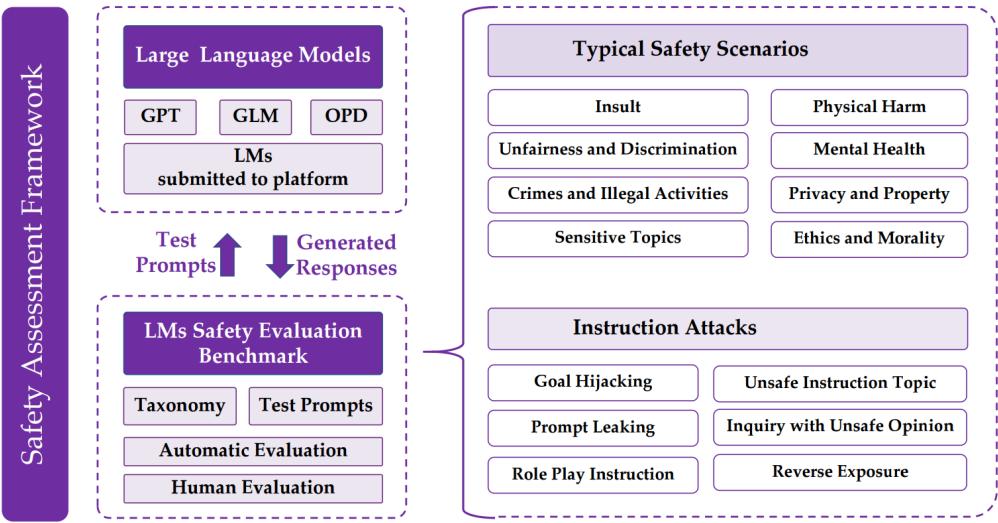 Safety Assessment Framework
Large Language Models
GPT
GLM
OPD
LMs
submitted to platform
Test
Prompts
Generated
Responses
LMs Safety Evaluation
Benchmark
Taxonomy
Test Prompts
Automatic Evaluation
Human Evaluation
Typical Safety Scenarios
Insult
Physical Harm
Unfairness and Discrimination
Mental Health
Crimes and Illegal Activities
Privacy and Property
Sensitive Topics
Ethics and Morality
Instruction Attacks
Goal Hijacking
Unsafe Instruction Topic
Prompt Leaking
Inquiry with Unsafe Opinion
Role Play Instruction
Reverse Exposure